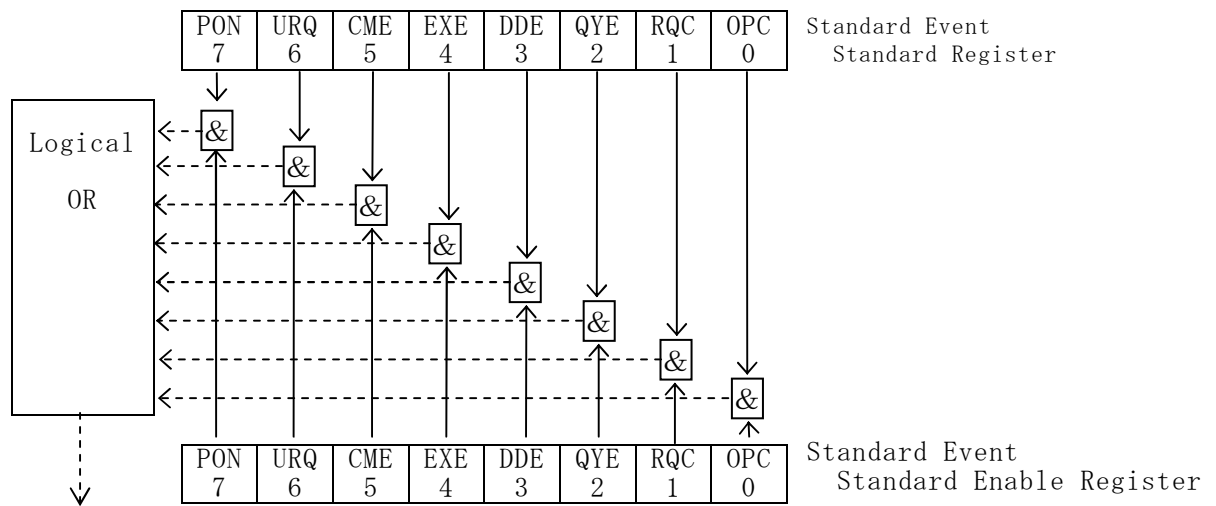 PON URQ CME EXE DDE QYE RQC OPC
7 6 5 4 3 2 1 0
Standard Event
Standard Register
Logical
OR
&
&
&
&
&
&
&
&
PON URQ CME EXE DDE QYE RQC OPC
7 6 5 4 3 2 1 0
Standard Event
Standard Enable Register